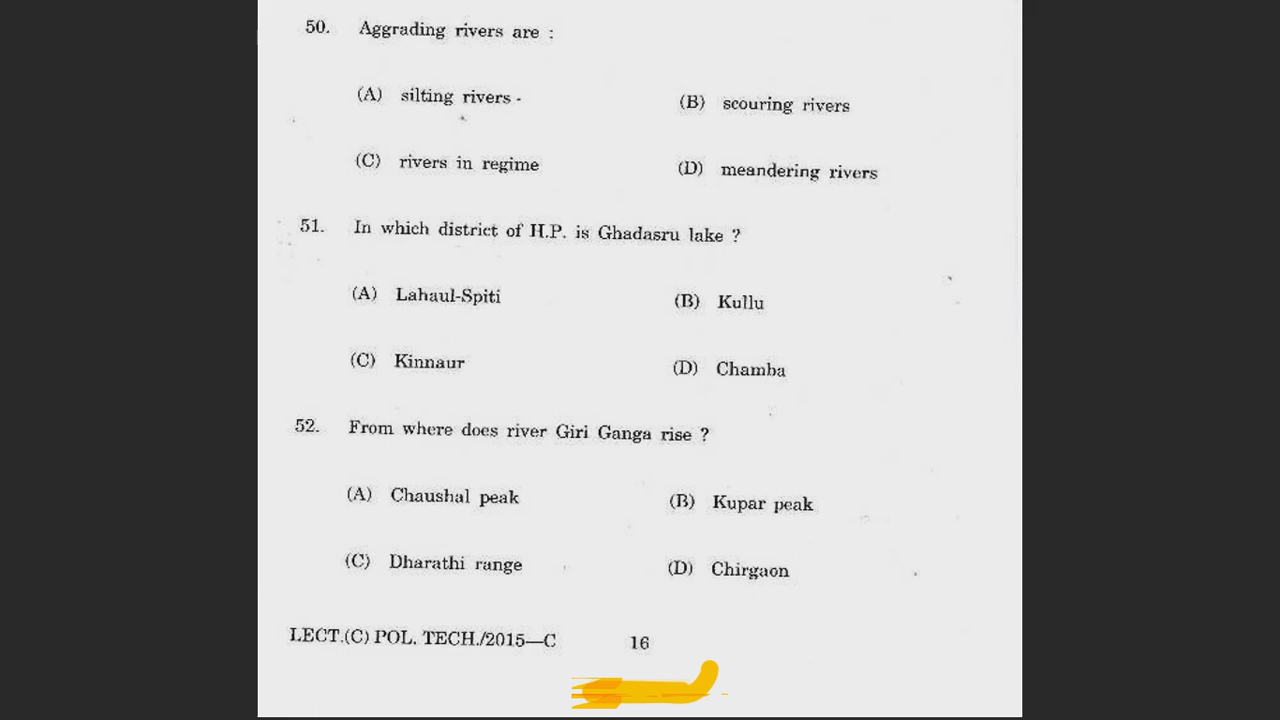 50. Aggrading rivers are :
(A) silting rivers - (B) scouring rivers
(C) rivers in regime (D) meandering rivers
51. In which district of H.P. is Ghadasru lake ?
(A) Lahaul-Spiti (B) Kullu
(C) Kinnaur (D) Chamba
52. From where does river Giri Ganga rise ?
(A) Chaushal peak (B) Kupar peak
(C) Dharathi range (D) Chirgaon
LECT.(C) POL. TECH./2015—C 16